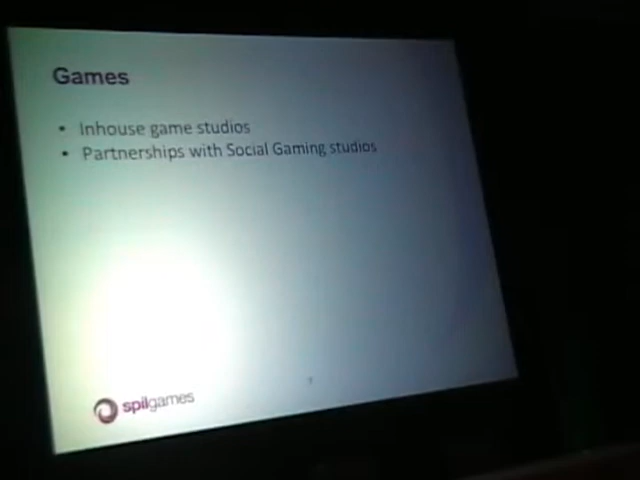 Games
• Inhouse game studios
• Partnerships with Social Gaming studios
spilgames